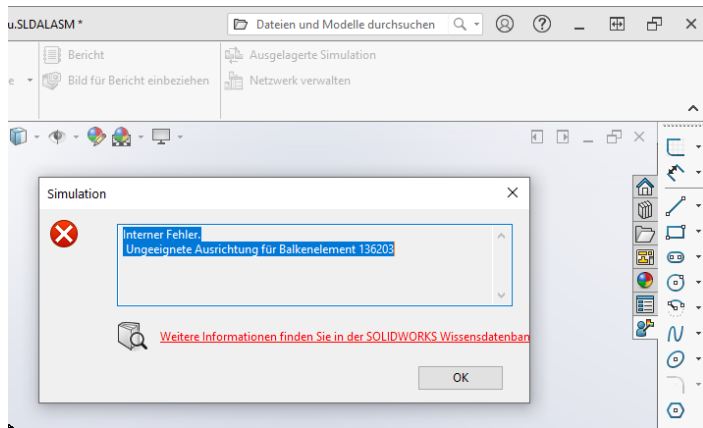 u.SLDALASM *
Dateien und Modelle durchsuchen
Bericht
Ausgelagerte Simulation
e
Bild für Bericht einbeziehen
Netzwerk verwalten
Simulation
Interner Fehler.
Ungeeignete Ausrichtung für Balkenelement 136203
Weitere Informationen finden Sie in der SOLIDWORKS Wissensdatenban
OK